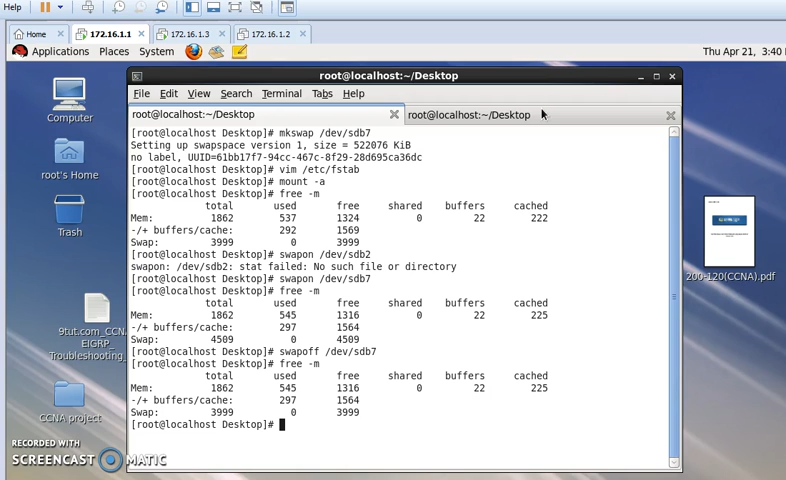 Help
Home
172.16.1.1
172.16.1.3
172.16.1.2
Applications Places System
Thu Apr 21, 3:40
Computer
root's Home
Trash
9tut.com_CCN
EIGRP_
Troubleshooting_
CCNA project
200-120(CCNA).pdf
root@localhost:~/Desktop
File Edit View Search Terminal Tabs Help
root@localhost:~/Desktop
root@localhost:~/Desktop
[root@localhost Desktop]# mkswap /dev/sdb7
Setting up swapspace version 1, size = 522076 KiB
no label, UUID=61bb17f7-94cc-467c-8f29-28d695ca36dc
[root@localhost Desktop]# vim /etc/fstab
[root@localhost Desktop]# mount -a
[root@localhost Desktop]# free -m
total used free shared buffers cached
Mem: 1862 537 1324 0 22 222
-/+ buffers/cache: 292 1569
Swap: 3999 0 3999
[root@localhost Desktop]# swapon /dev/sdb2
swapon: /dev/sdb2: stat failed: No such file or directory
[root@localhost Desktop]# swapon /dev/sdb7
[root@localhost Desktop]# free -m
total used free shared buffers cached
Mem: 1862 545 1316 0 22 225
-/+ buffers/cache: 297 1564
Swap: 4509 0 4509
[root@localhost Desktop]# swapoff /dev/sdb7
[root@localhost Desktop]# free -m
total used free shared buffers cached
Mem: 1862 545 1316 0 22 225
-/+ buffers/cache: 297 1564
Swap: 3999 0 3999
[root@localhost Desktop]#
RECORDED WITH
SCREENCAST MATIC